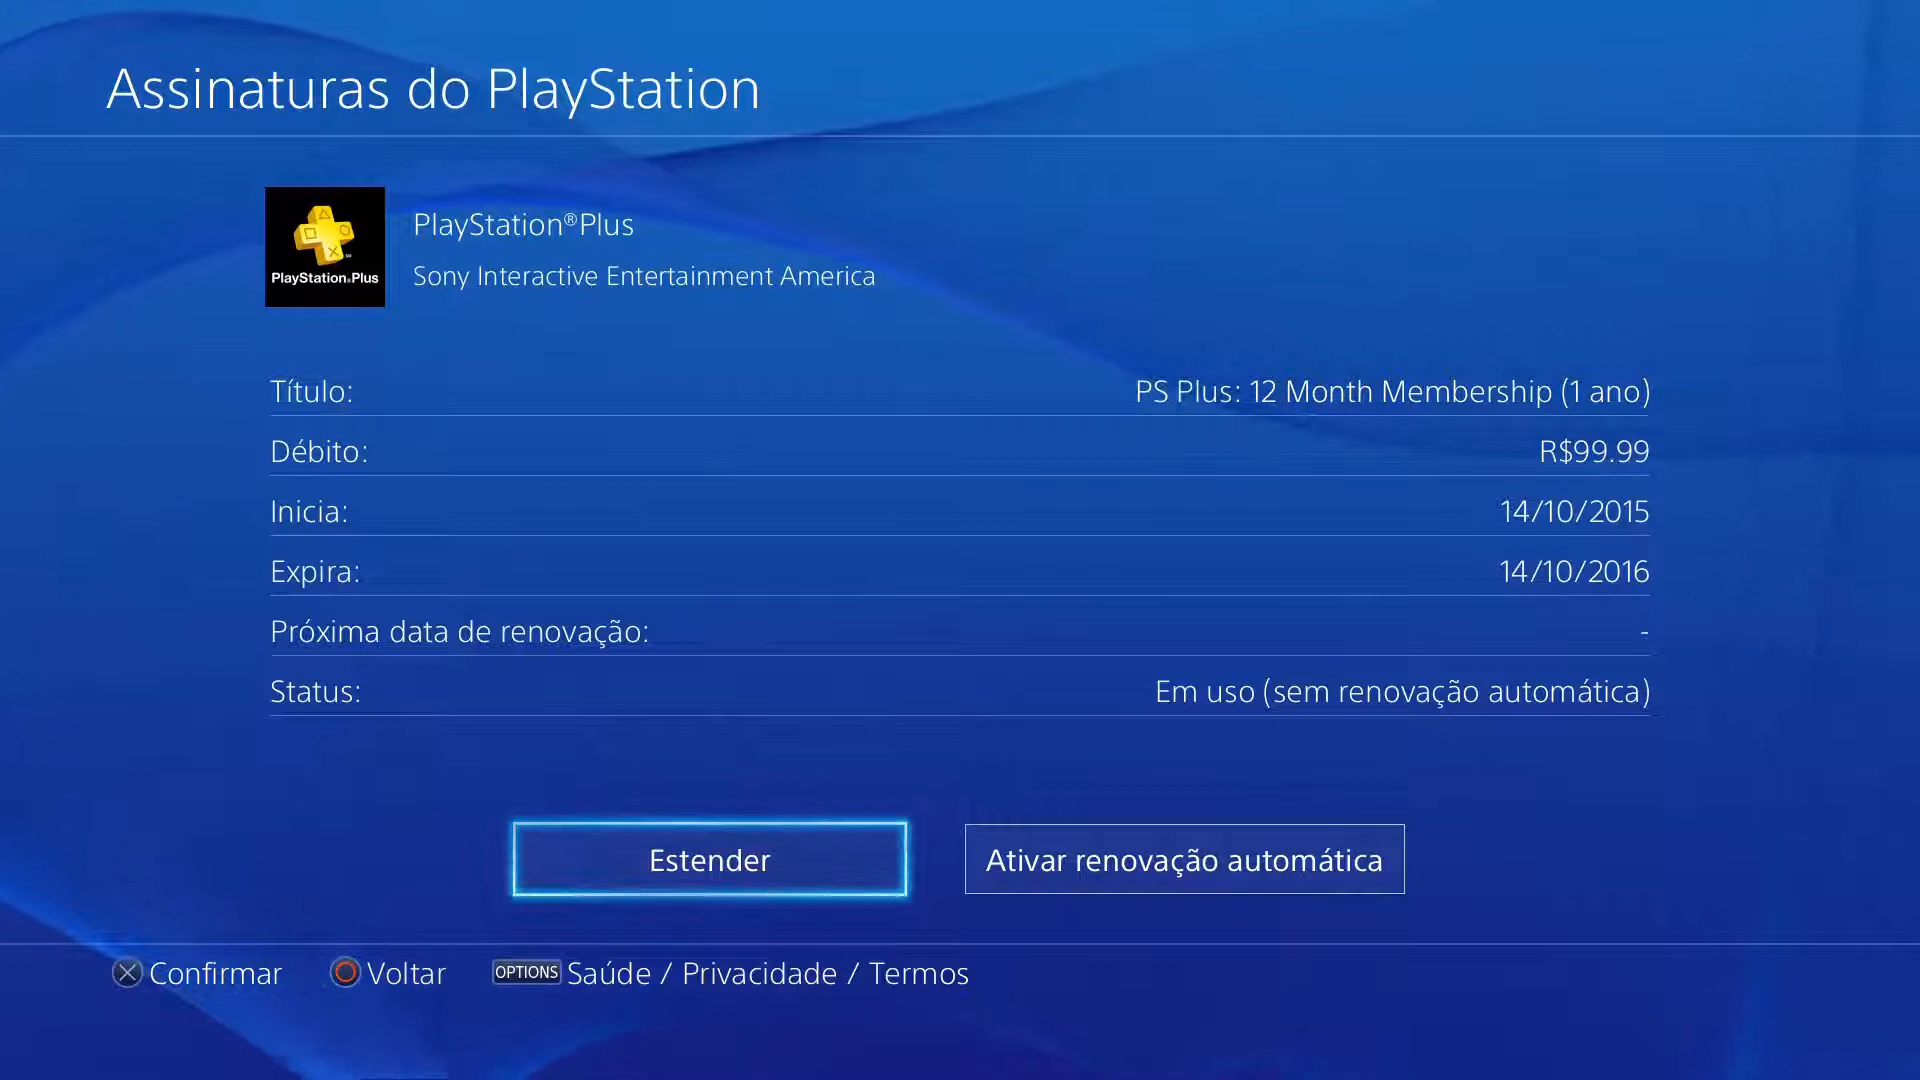 Assinaturas do PlayStation
PlayStation®Plus
PlayStation®Plus
Sony Interactive Entertainment America
Título: PS Plus: 12 Month Membership (1 ano)
Débito: R$99.99
Inicia: 14/10/2015
Expira: 14/10/2016
Próxima data de renovação: -
Status: Em uso (sem renovação automática)
Estender Ativar renovação automática
Confirmar Voltar OPTIONS Saúde / Privacidade / Termos